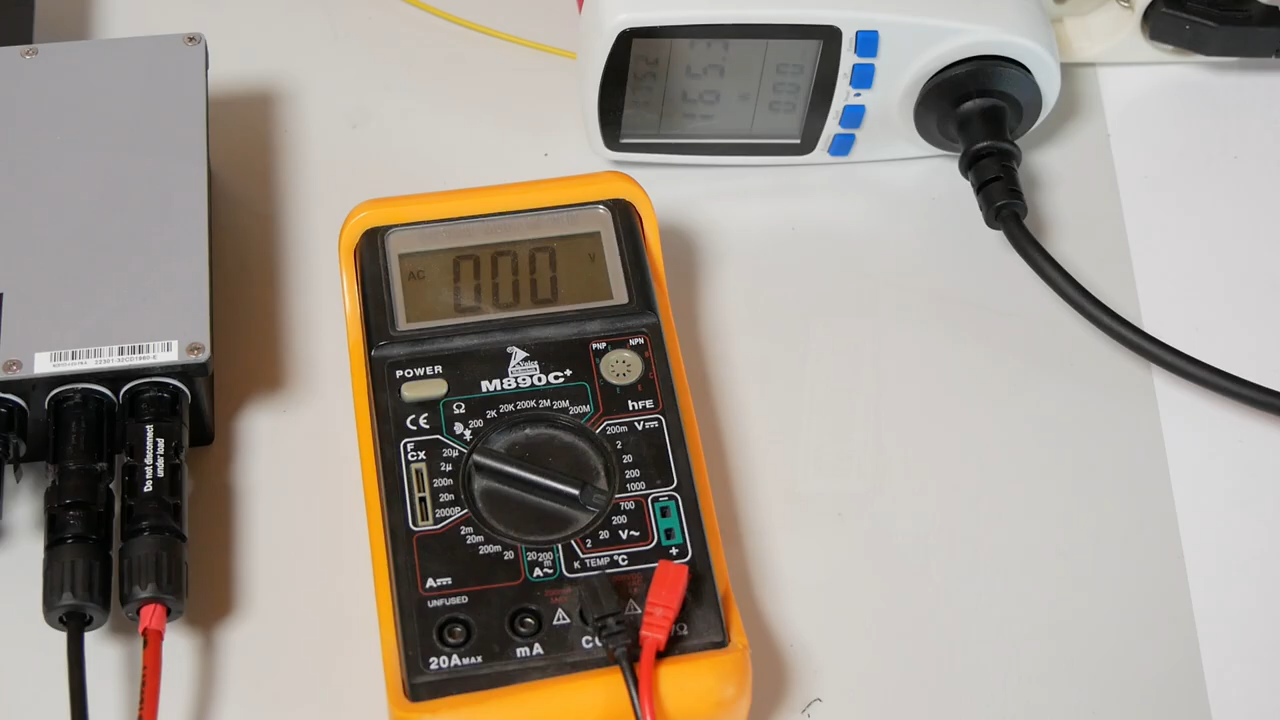 Do not disconnect
under load
AC 000 V
Voice
M890C+
POWER
CE
PNP NPN
hFE
Ω
200 2K 20K 200K 2M 20M 200M
F
CX
20μ
2μ
200n
20n
2000P
V
200m
2
20
200
1000
700
200
20
2
V~
K TEMP °C
2m
20m
200m
20
A
20 200
m
A~
UNFUSED
20AMAX
mA